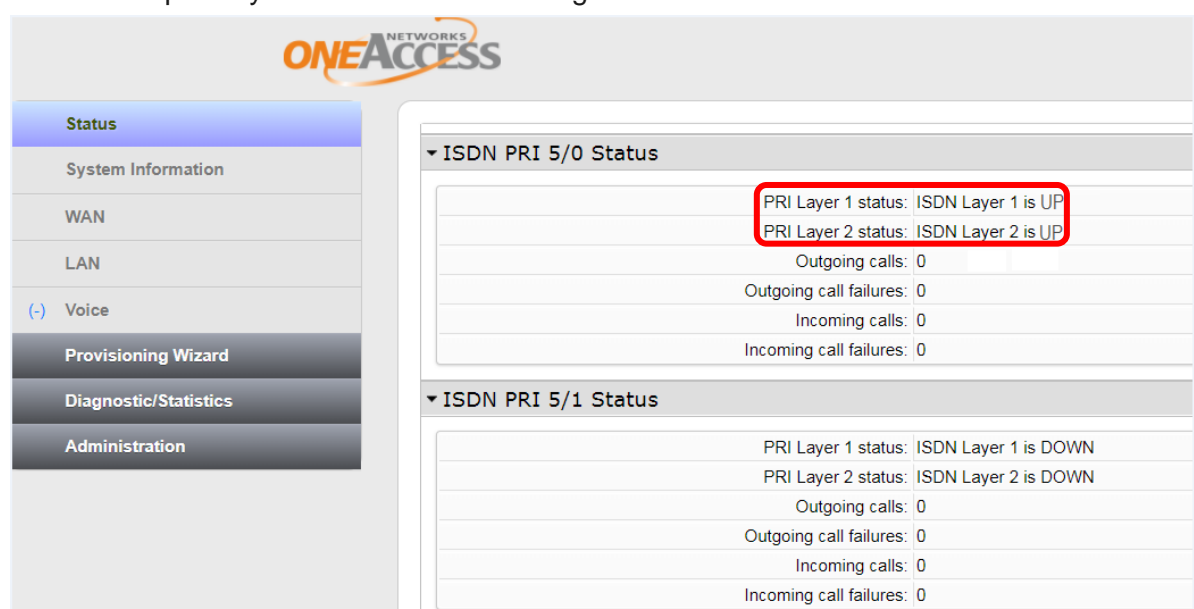 NETWORKS
ONEACCESS
Status
System Information
WAN
LAN
(-) Voice
Provisioning Wizard
Diagnostic/Statistics
Administration
ISDN PRI 5/0 Status
PRI Layer 1 status: ISDN Layer 1 is UP
PRI Layer 2 status: ISDN Layer 2 is UP
Outgoing calls: 0
Outgoing call failures: 0
Incoming calls: 0
Incoming call failures: 0
ISDN PRI 5/1 Status
PRI Layer 1 status: ISDN Layer 1 is DOWN
PRI Layer 2 status: ISDN Layer 2 is DOWN
Outgoing calls: 0
Outgoing call failures: 0
Incoming calls: 0
Incoming call failures: 0